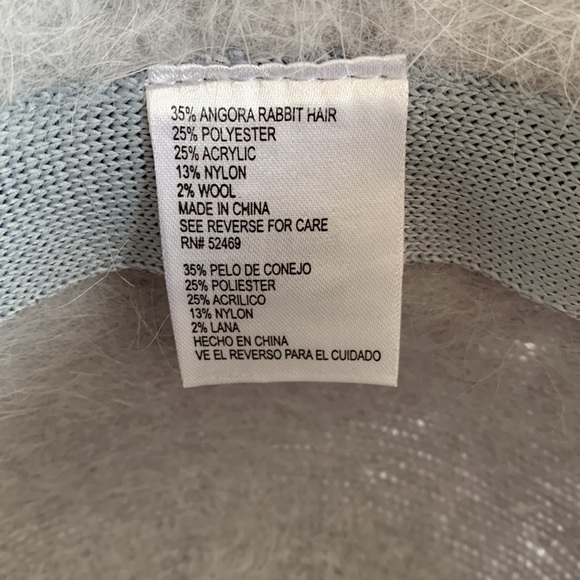 35% ANGORA RABBIT HAIR
25% POLYESTER
25% ACRYLIC
13% NYLON
2% WOOL
MADE IN CHINA
SEE REVERSE FOR CARE
RN# 52469
35% PELO DE CONEJO
25% POLIESTER
25% ACRILICO
13% NYLON
2% LANA
HECHO EN CHINA
VE EL REVERSO PARA EL CUIDADO